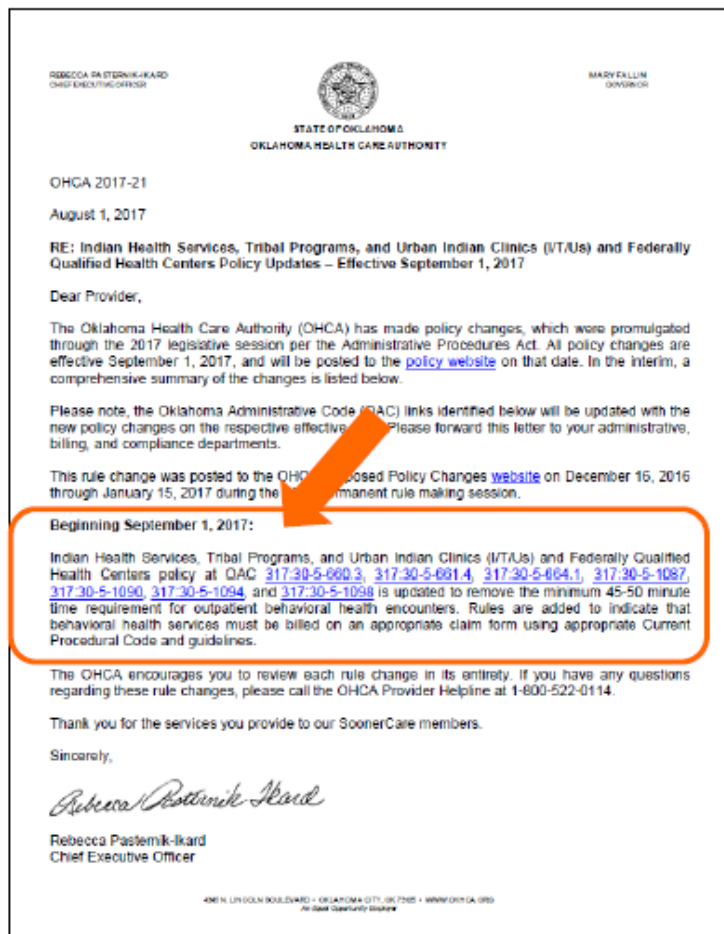 REBECCA PASTERNIK-IKARD
CHIEF EXECUTIVE OFFICER
MARY FALLIN
GOVERNOR
STATE OF OKLAHOMA
OKLAHOMA HEALTH CARE AUTHORITY
OHCA 2017-21
August 1, 2017
RE: Indian Health Services, Tribal Programs, and Urban Indian Clinics (I/T/Us) and Federally
Qualified Health Centers Policy Updates – Effective September 1, 2017
Dear Provider,
The Oklahoma Health Care Authority (OHCA) has made policy changes, which were promulgated
through the 2017 legislative session per the Administrative Procedures Act. All policy changes are
effective September 1, 2017, and will be posted to the policy website on that date. In the interim, a
comprehensive summary of the changes is listed below.
Please note, the Oklahoma Administrative Code (OAC) links identified below will be updated with the
new policy changes on the respective effective Please forward this letter to your administrative,
billing, and compliance departments.
This rule change was posted to the OHC posed Policy Changes website on December 16, 2016
through January 15, 2017 during the rmanent rule making session.
Beginning September 1, 2017:
Indian Health Services, Tribal Programs, and Urban Indian Clinics (I/T/Us) and Federally Qualified
Health Centers policy at OAC 317:30-5-660.3, 317:30-5-661.4, 317:30-5-664.1, 317:30-5-1087,
317:30-5-1090, 317:30-5-1094, and 317:30-5-1098 is updated to remove the minimum 45-50 minute
time requirement for outpatient behavioral health encounters. Rules are added to indicate that
behavioral health services must be billed on an appropriate claim form using appropriate Current
Procedural Code and guidelines.
The OHCA encourages you to review each rule change in its entirety. If you have any questions
regarding these rule changes, please call the OHCA Provider Helpline at 1-800-522-0114.
Thank you for the services you provide to our SoonerCare members.
Sincerely,
Rebecca Pasternik-Ikard
Rebecca Pasternik-Ikard
Chief Executive Officer
4345 N. LINCOLN BOULEVARD • OKLAHOMA CITY, OK 73105 • WWW.OKHCA.ORG
An Equal Opportunity Employer